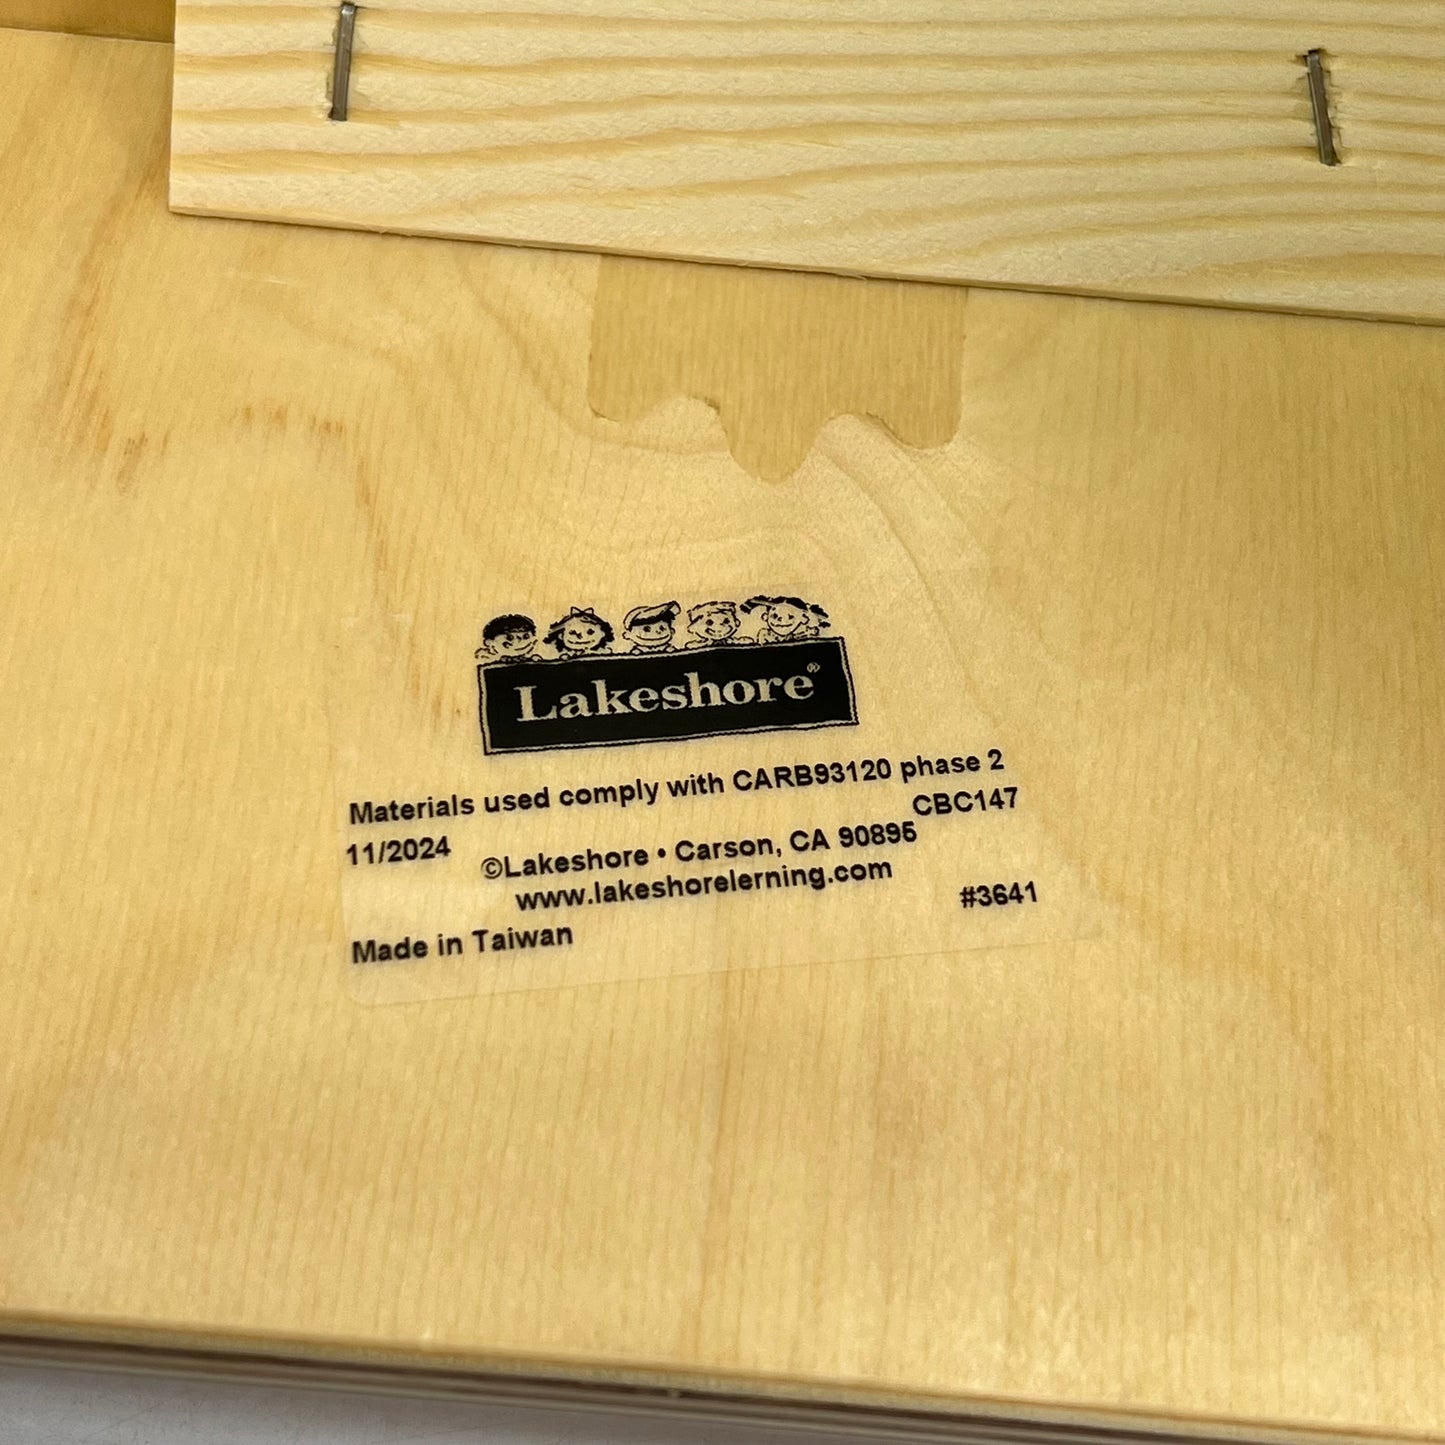 Lakeshore®
Materials used comply with CARB93120 phase 2
11/2024 CBC147
©Lakeshore • Carson, CA 90895
www.lakeshorelerning.com
#3641
Made in Taiwan